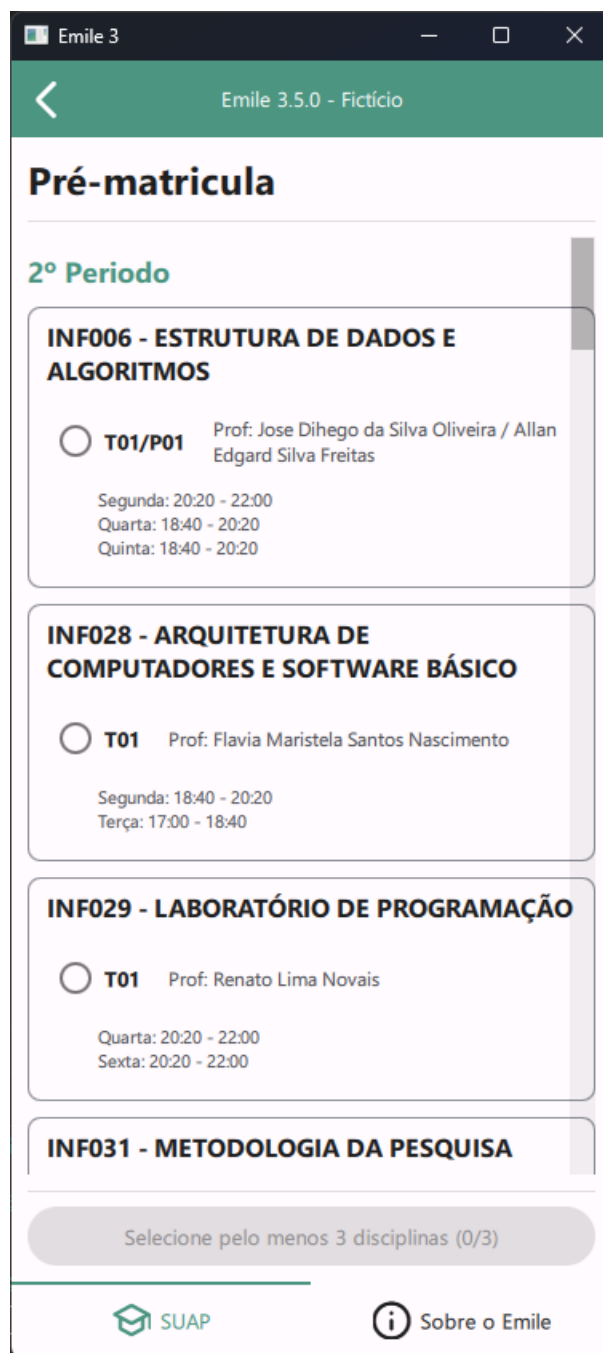 Emile 3
Emile 3.5.0 - Fictício
Pré-matricula
2º Periodo
INF006 - ESTRUTURA DE DADOS E
ALGORITMOS
T01/P01
Prof: Jose Dihego da Silva Oliveira / Allan
Edgard Silva Freitas
Segunda: 20:20 - 22:00
Quarta: 18:40 - 20:20
Quinta: 18:40 - 20:20
INF028 - ARQUITETURA DE
COMPUTADORES E SOFTWARE BÁSICO
T01 Prof: Flavia Maristela Santos Nascimento
Segunda: 18:40 - 20:20
Terça: 17:00 - 18:40
INF029 - LABORATÓRIO DE PROGRAMAÇÃO
T01 Prof: Renato Lima Novais
Quarta: 20:20 - 22:00
Sexta: 20:20 - 22:00
INF031 - METODOLOGIA DA PESQUISA
Selecione pelo menos 3 disciplinas (0/3)
SUAP
Sobre o Emile